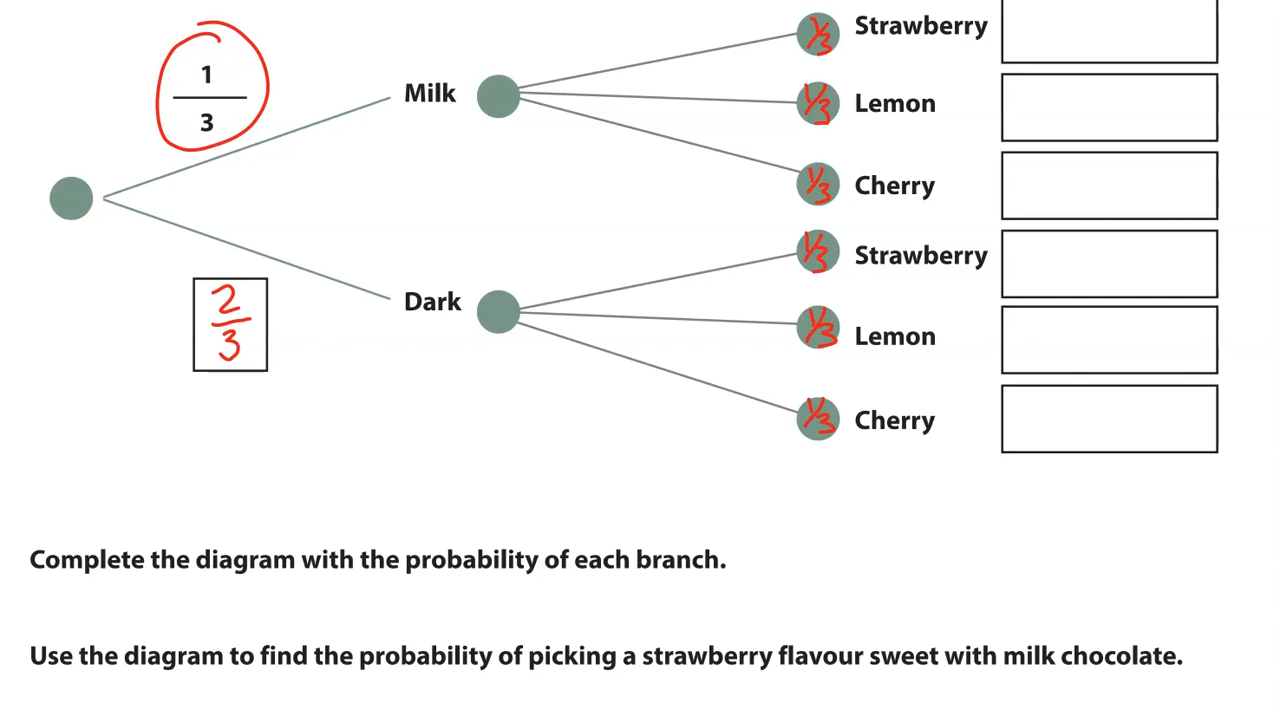 Strawberry
1/3
1
3
Milk
1/3
Lemon
1/3
Cherry
1/3
Strawberry
2
3
Dark
1/3
Lemon
1/3
Cherry
Complete the diagram with the probability of each branch.
Use the diagram to find the probability of picking a strawberry flavour sweet with milk chocolate.